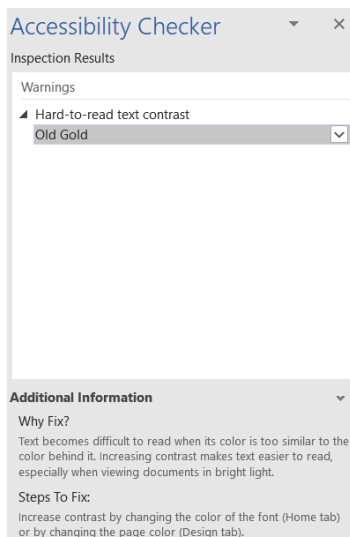 Accessibility Checker
Inspection Results
Warnings
Hard-to-read text contrast
Old Gold
Additional Information
Why Fix?
Text becomes difficult to read when its color is too similar to the
color behind it. Increasing contrast makes text easier to read,
especially when viewing documents in bright light.
Steps To Fix:
Increase contrast by changing the color of the font (Home tab)
or by changing the page color (Design tab).